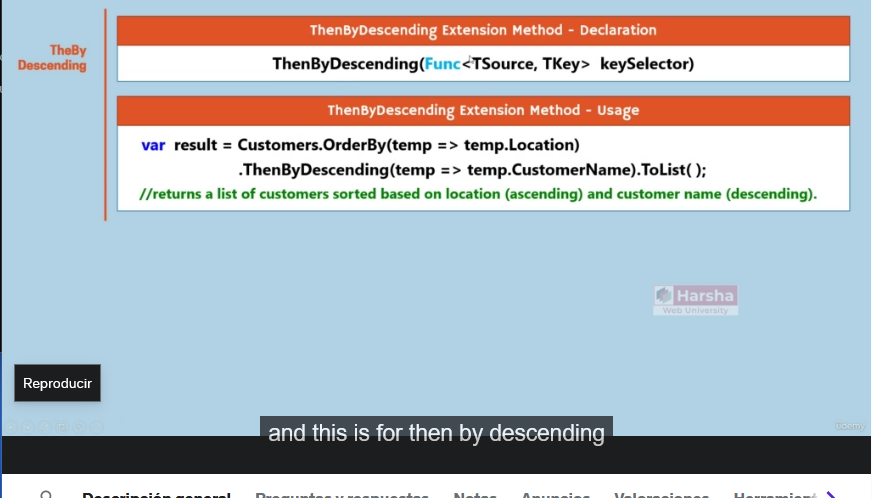 ThenByDescending Extension Method - Declaration
TheBy
Descending
ThenByDescending(Func<TSource, TKey> keySelector)
ThenByDescending Extension Method - Usage
var result = Customers.OrderBy(temp => temp.Location)
.ThenByDescending(temp => temp.CustomerName).ToList( );
//returns a list of customers sorted based on location (ascending) and customer name (descending).
Harsha
Web University
Reproducir
and this is for then by descending
ûdemy
Descripción general Preguntas y respuestas Notas Anuncios Valoraciones